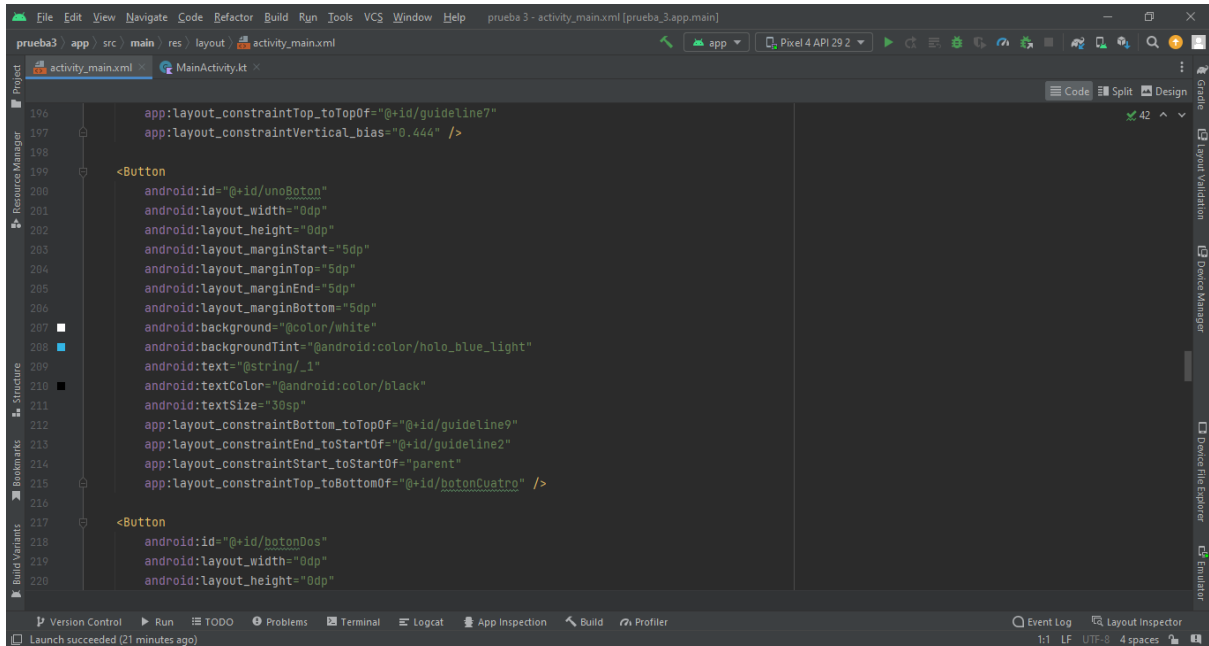 File Edit View Navigate Code Refactor Build Run Tools VCS Window Help prueba 3 - activity_main.xml [prueba_3.app.main]
prueba3 app src main res layout activity_main.xml app Pixel 4 API 29 2
activity_main.xml MainActivity.kt
Code Split Design
196 app:layout_constraintTop_toTopOf="@+id/guideline7"
42
197 app:layout_constraintVertical_bias="0.444" />
198
199 <Button
200 android:id="@+id/unoBoton"
201 android:layout_width="0dp"
202 android:layout_height="0dp"
203 android:layout_marginStart="5dp"
204 android:layout_marginTop="5dp"
205 android:layout_marginEnd="5dp"
206 android:layout_marginBottom="5dp"
207 android:background="@color/white"
208 android:backgroundTint="@android:color/holo_blue_light"
209 android:text="@string/_1"
210 android:textColor="@android:color/black"
211 android:textSize="30sp"
212 app:layout_constraintBottom_toTopOf="@+id/guideline9"
213 app:layout_constraintEnd_toStartOf="@+id/guideline2"
214 app:layout_constraintStart_toStartOf="parent"
215 app:layout_constraintTop_toBottomOf="@+id/botonCuatro" />
216
217 <Button
218 android:id="@+id/botonDos"
219 android:layout_width="0dp"
220 android:layout_height="0dp"
Project
Resource Manager
Structure
Bookmarks
Build Variants
Gradle
Layout Validation
Device Manager
Device File Explorer
Emulator
Version Control Run TODO Problems Terminal Logcat App Inspection Build Profiler Event Log Layout Inspector
Launch succeeded (21 minutes ago) 1:1 LF UTF-8 4 spaces